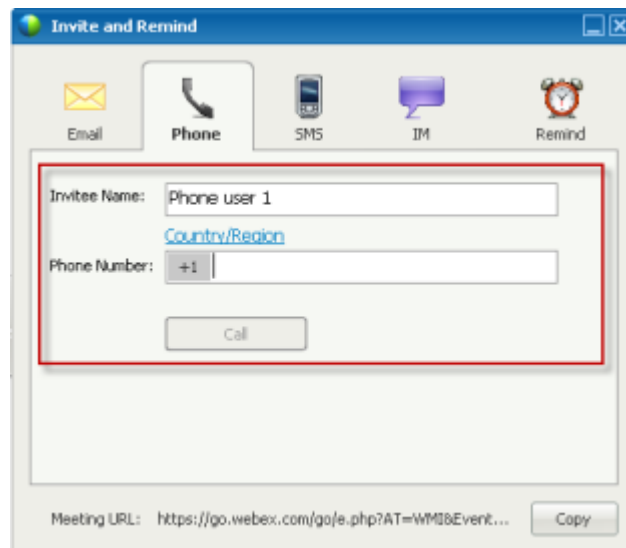 Invite and Remind
Email Phone SMS IM Remind
Invitee Name: Phone user 1
Country/Region
Phone Number: +1
Call
Meeting URL: https://go.webex.com/go/e.php?AT=WMI&Event... Copy